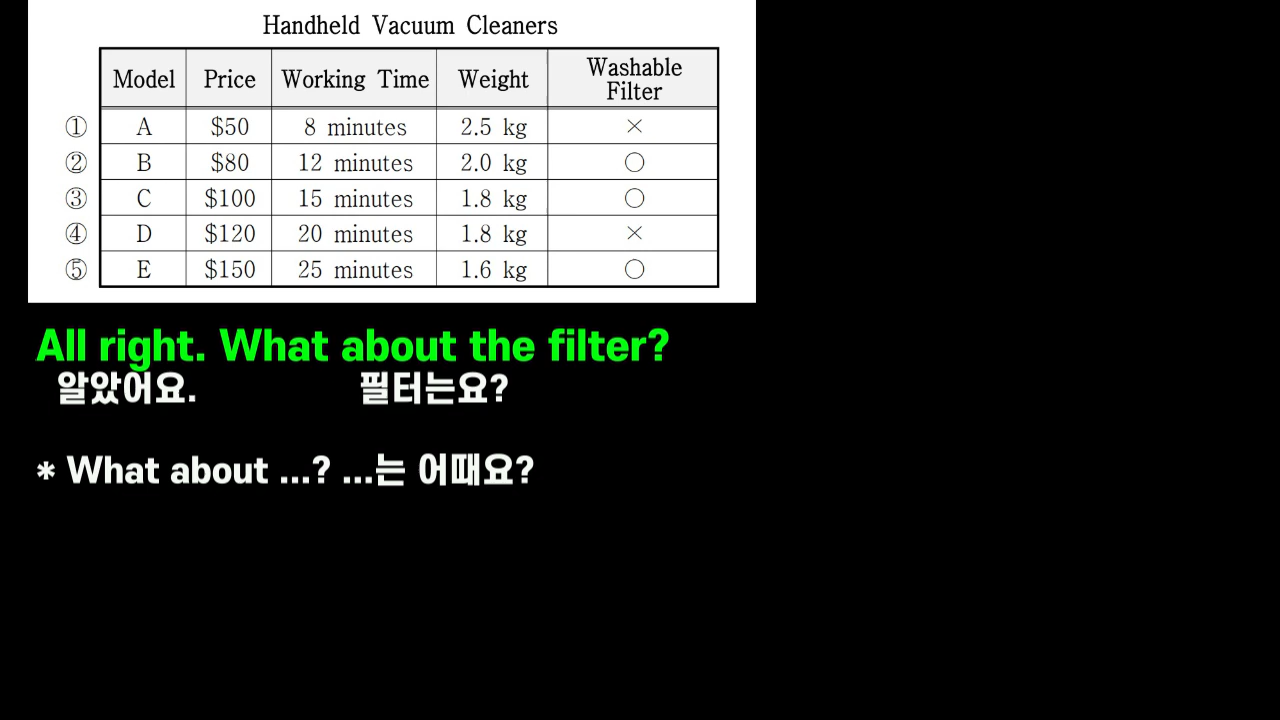 Handheld Vacuum Cleaners
Model Price Working Time Weight Washable Filter
① A $50 8 minutes 2.5 kg ×
② B $80 12 minutes 2.0 kg ○
③ C $100 15 minutes 1.8 kg ○
④ D $120 20 minutes 1.8 kg ×
⑤ E $150 25 minutes 1.6 kg ○
All right. What about the filter?
알았어요. 필터는요?
* What about ...? ...는 어때요?